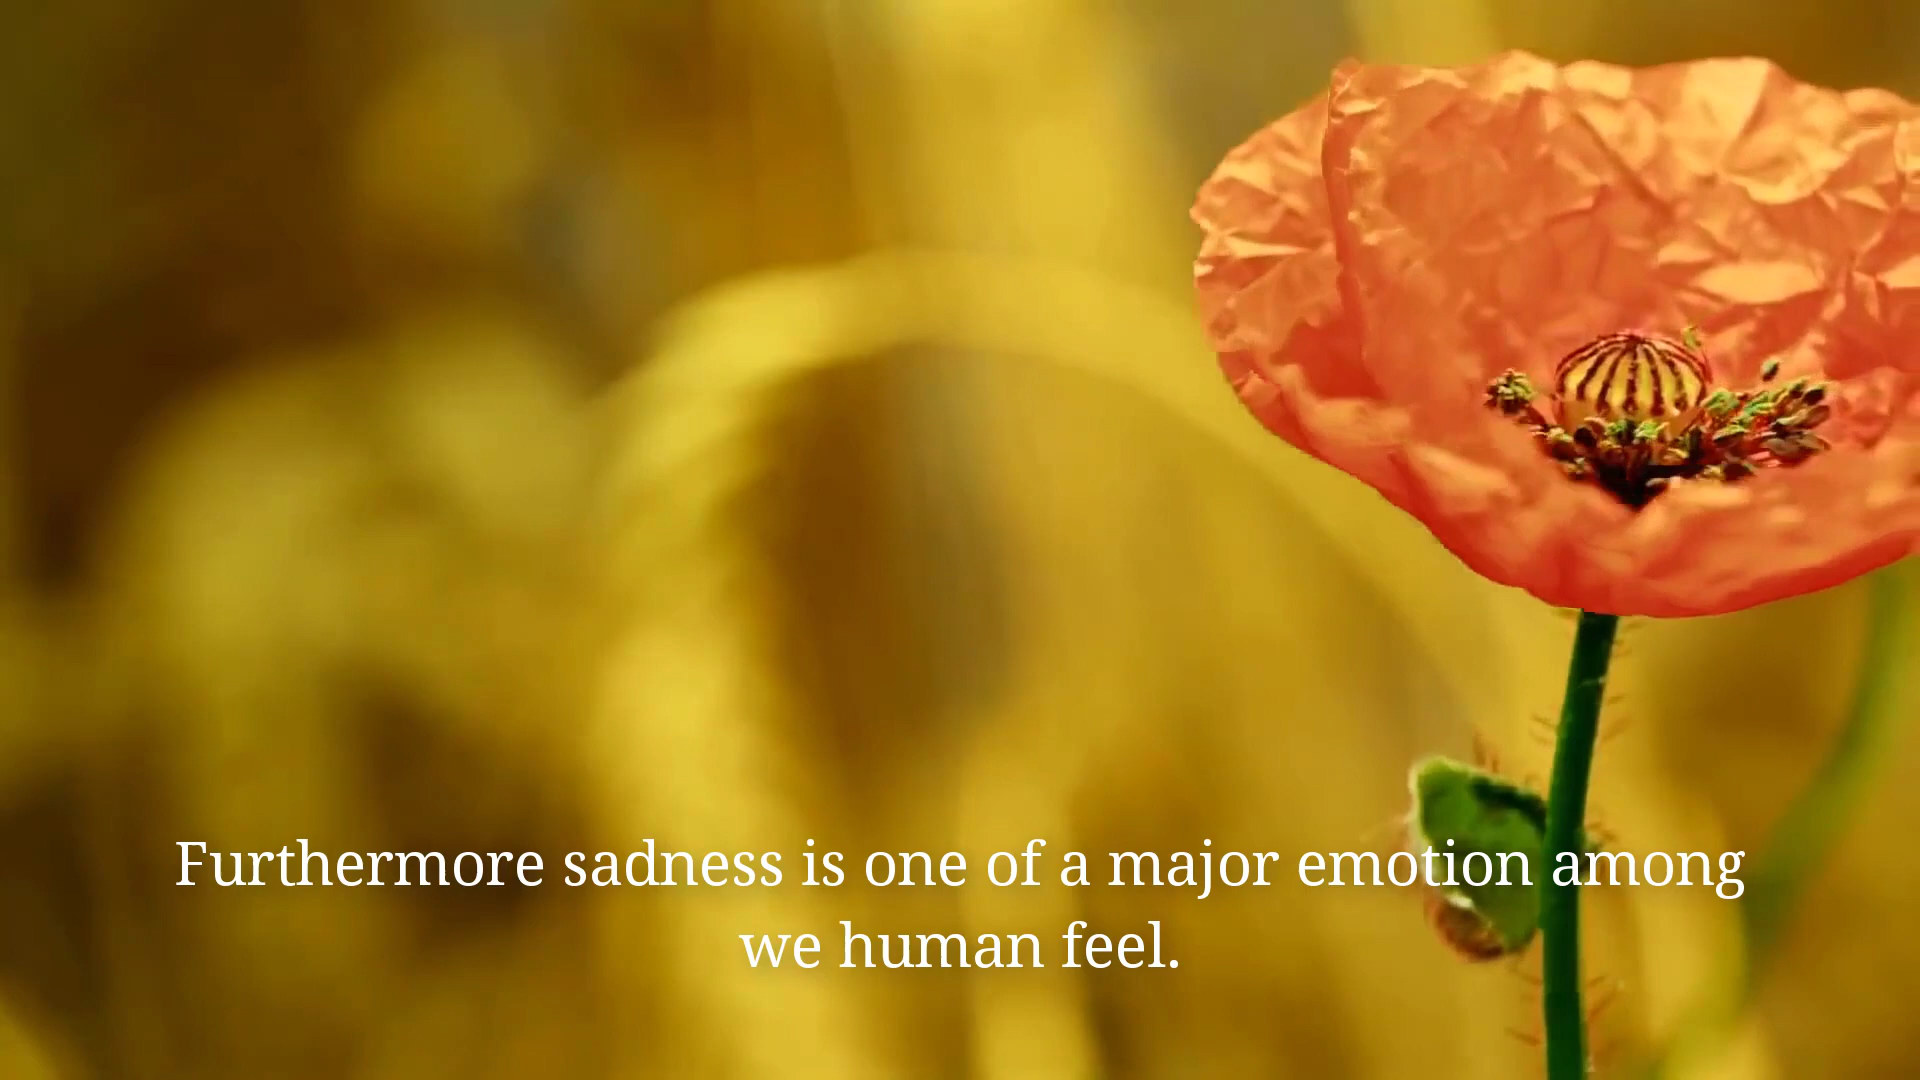 Furthermore sadness is one of a major emotion among
we human feel.